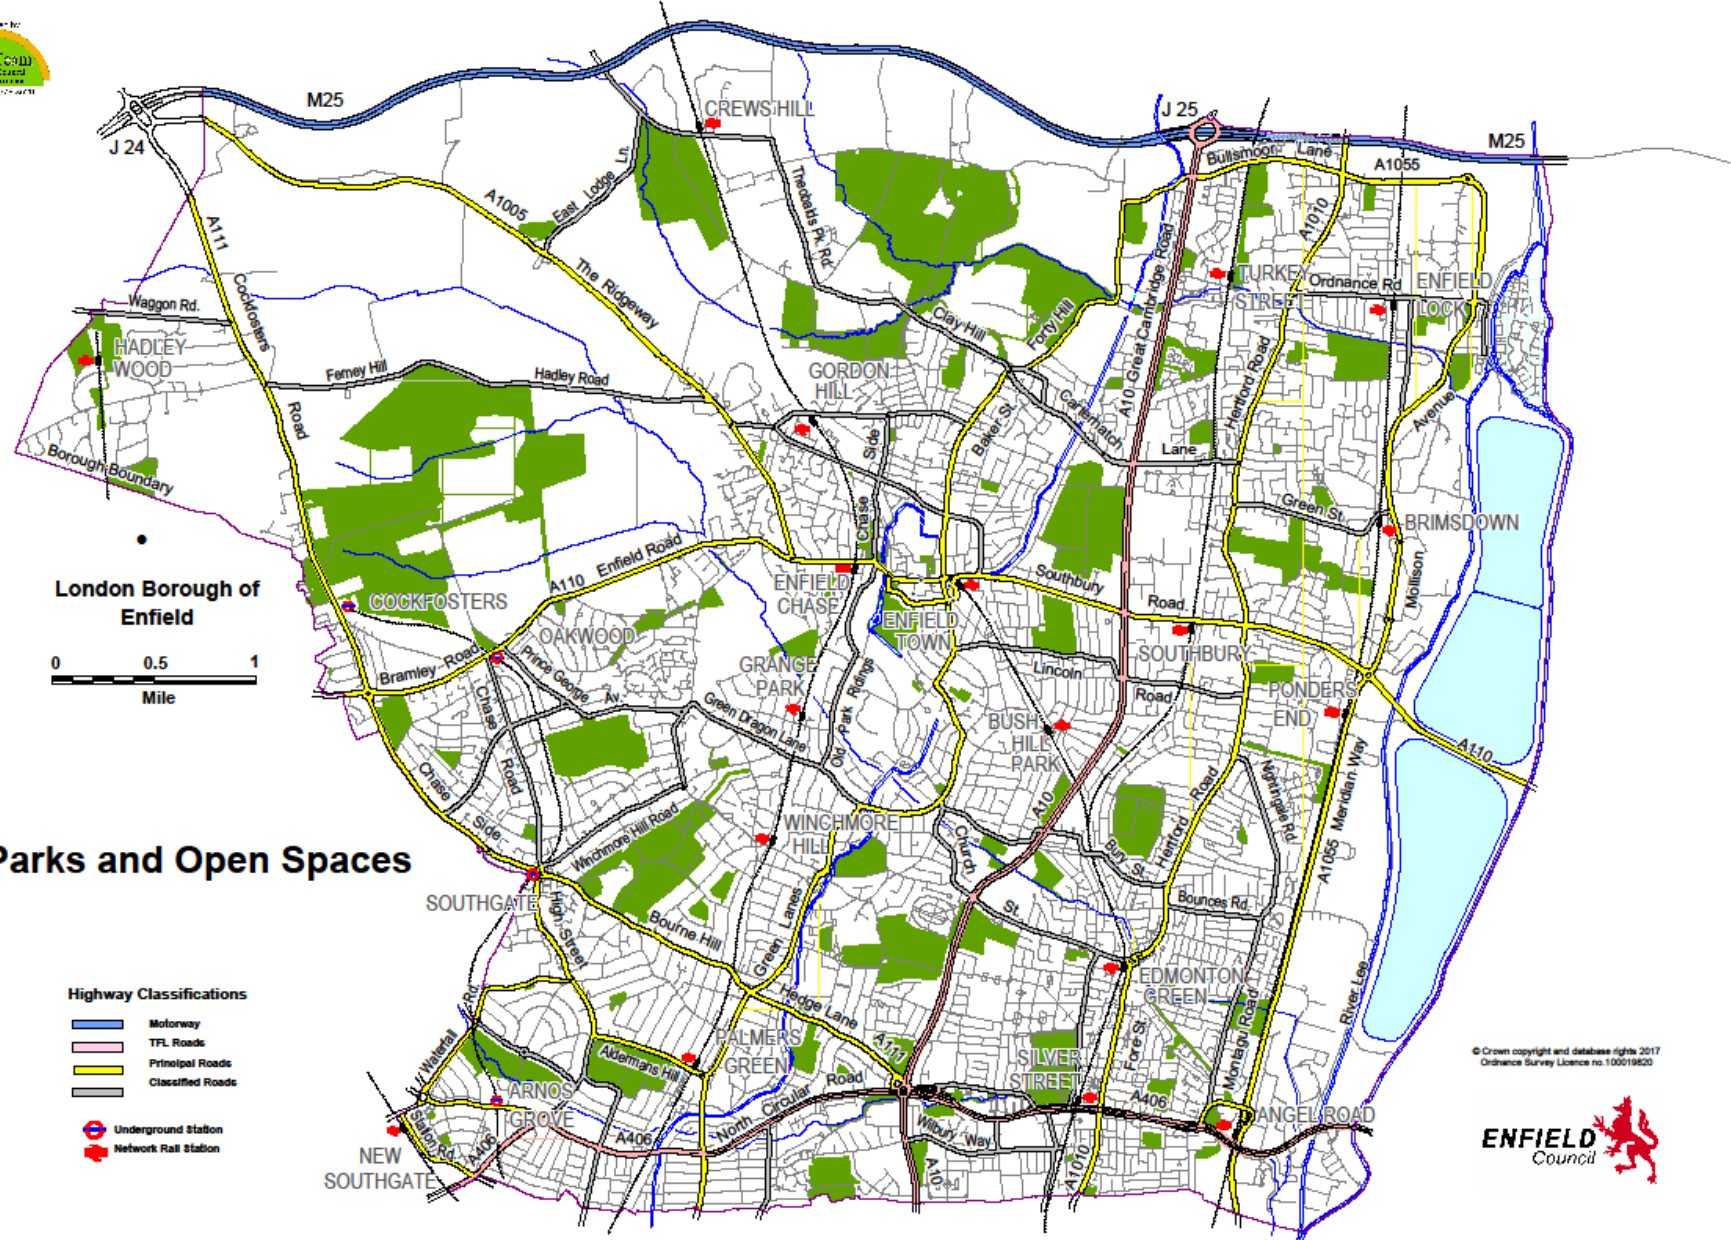 M25
J 24
CREWS HILL
J 25
M25
Bullsmoor Lane
A1055
East Lodge Ln.
A1005
Theobalds Pk. Rd.
A111
Cockfosters
Road
The Ridgeway
A10 Great Cambridge Road
A1010
TURKEY
STREET
Ordnance Rd
ENFIELD
LOCK
Waggon Rd.
HADLEY
WOOD
Ferney Hill
Hadley Road
Clay Hill
Forty Hill
GORDON
HILL
Baker St.
Carterhatch
Lane
Hertford Road
Avenue
Borough Boundary
Side
Chase
Green St.
BRIMSDOWN
Mollison
London Borough of
Enfield
0 0.5 1
Mile
COCKFOSTERS
A110 Enfield Road
ENFIELD
CHASE
ENFIELD
TOWN
Southbury
Road
SOUTHBURY
OAKWOOD
Bramley Road
Prince George Av.
GRANGE
PARK
Old Park Ridings
Lincoln
Road
PONDERS
END
Chase
Road
Green Dragon Lane
BUSH
HILL
PARK
A110
Chase
Side
A10
Nightingale Rd.
A1055 Meridian Way
Parks and Open Spaces
Winchmore Hill Road
WINCHMORE
HILL
Church
St.
Bury St.
Hertford Road
Bounces Rd.
SOUTHGATE
High Street
Bourne Hill
Green Lanes
EDMONTON
GREEN
River Lee
Highway Classifications
Motorway
TFL Roads
Principal Roads
Classified Roads
Underground Station
Network Rail Station
Waterfall
Rd.
Hedge Lane
A111
PALMERS
GREEN
Aldermans Hill
ARNOS
GROVE
SILVER
STREET
Fore St.
Montagu Road
A406
ANGEL ROAD
North Circular Road
A406
Wilbury Way
Station Rd.
A406
NEW
SOUTHGATE
A10
A1010
© Crown copyright and database rights 2017
Ordnance Survey Licence no.100019820
ENFIELD
Council